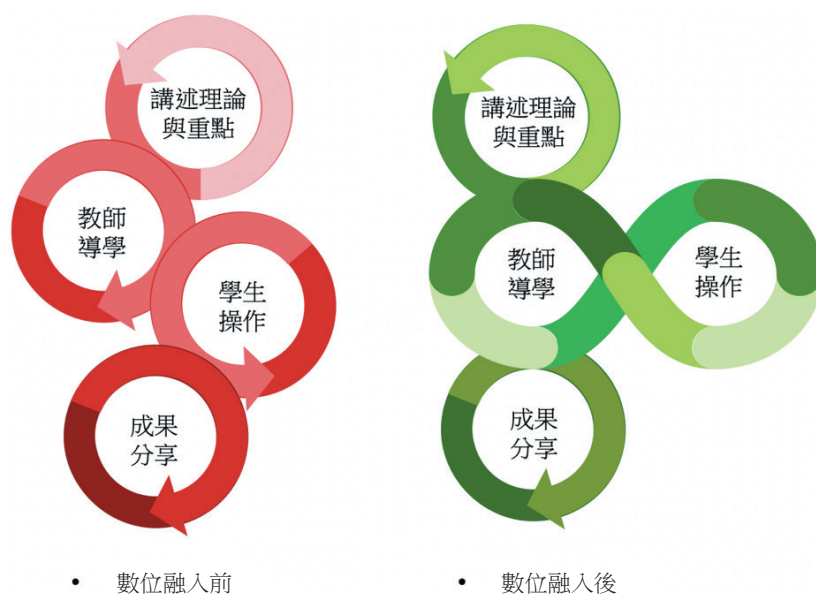 講述理論
與重點
教師
導學
學生
操作
成果
分享
• 數位融入前
講述理論
與重點
教師
導學
學生
操作
成果
分享
• 數位融入後